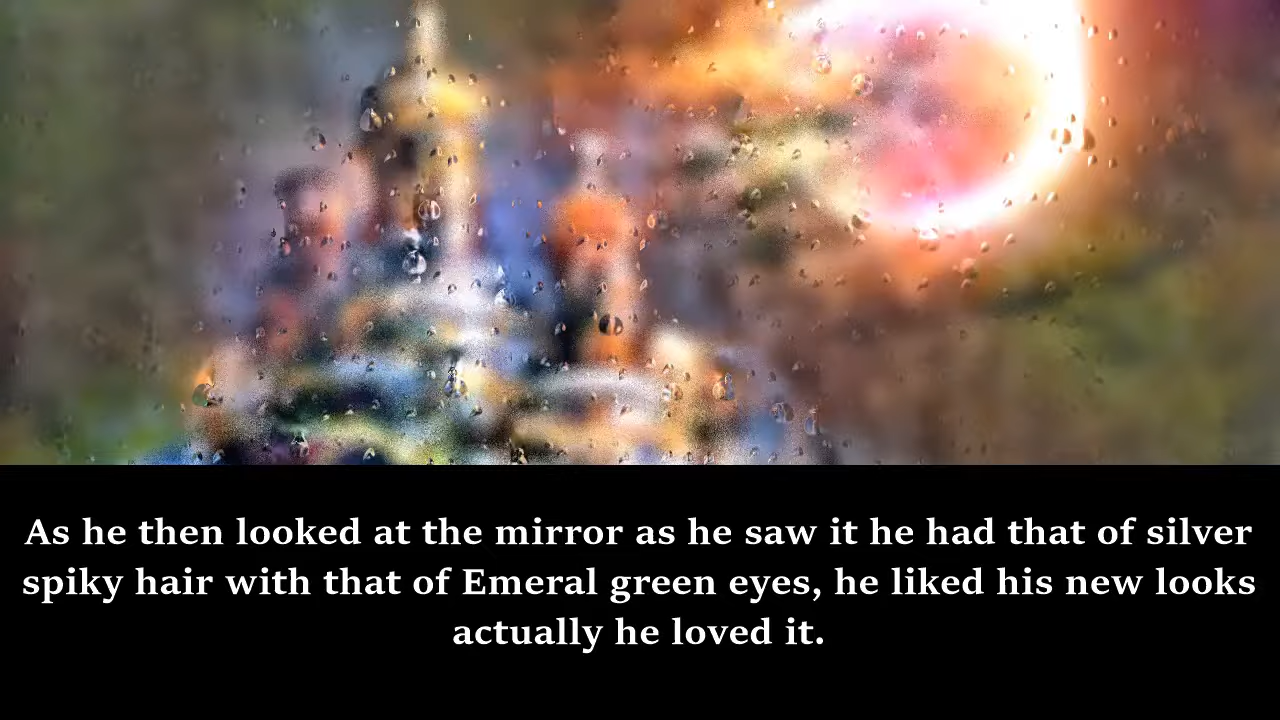 As he then looked at the mirror as he saw it he had that of silver
spiky hair with that of Emeral green eyes, he liked his new looks
actually he loved it.